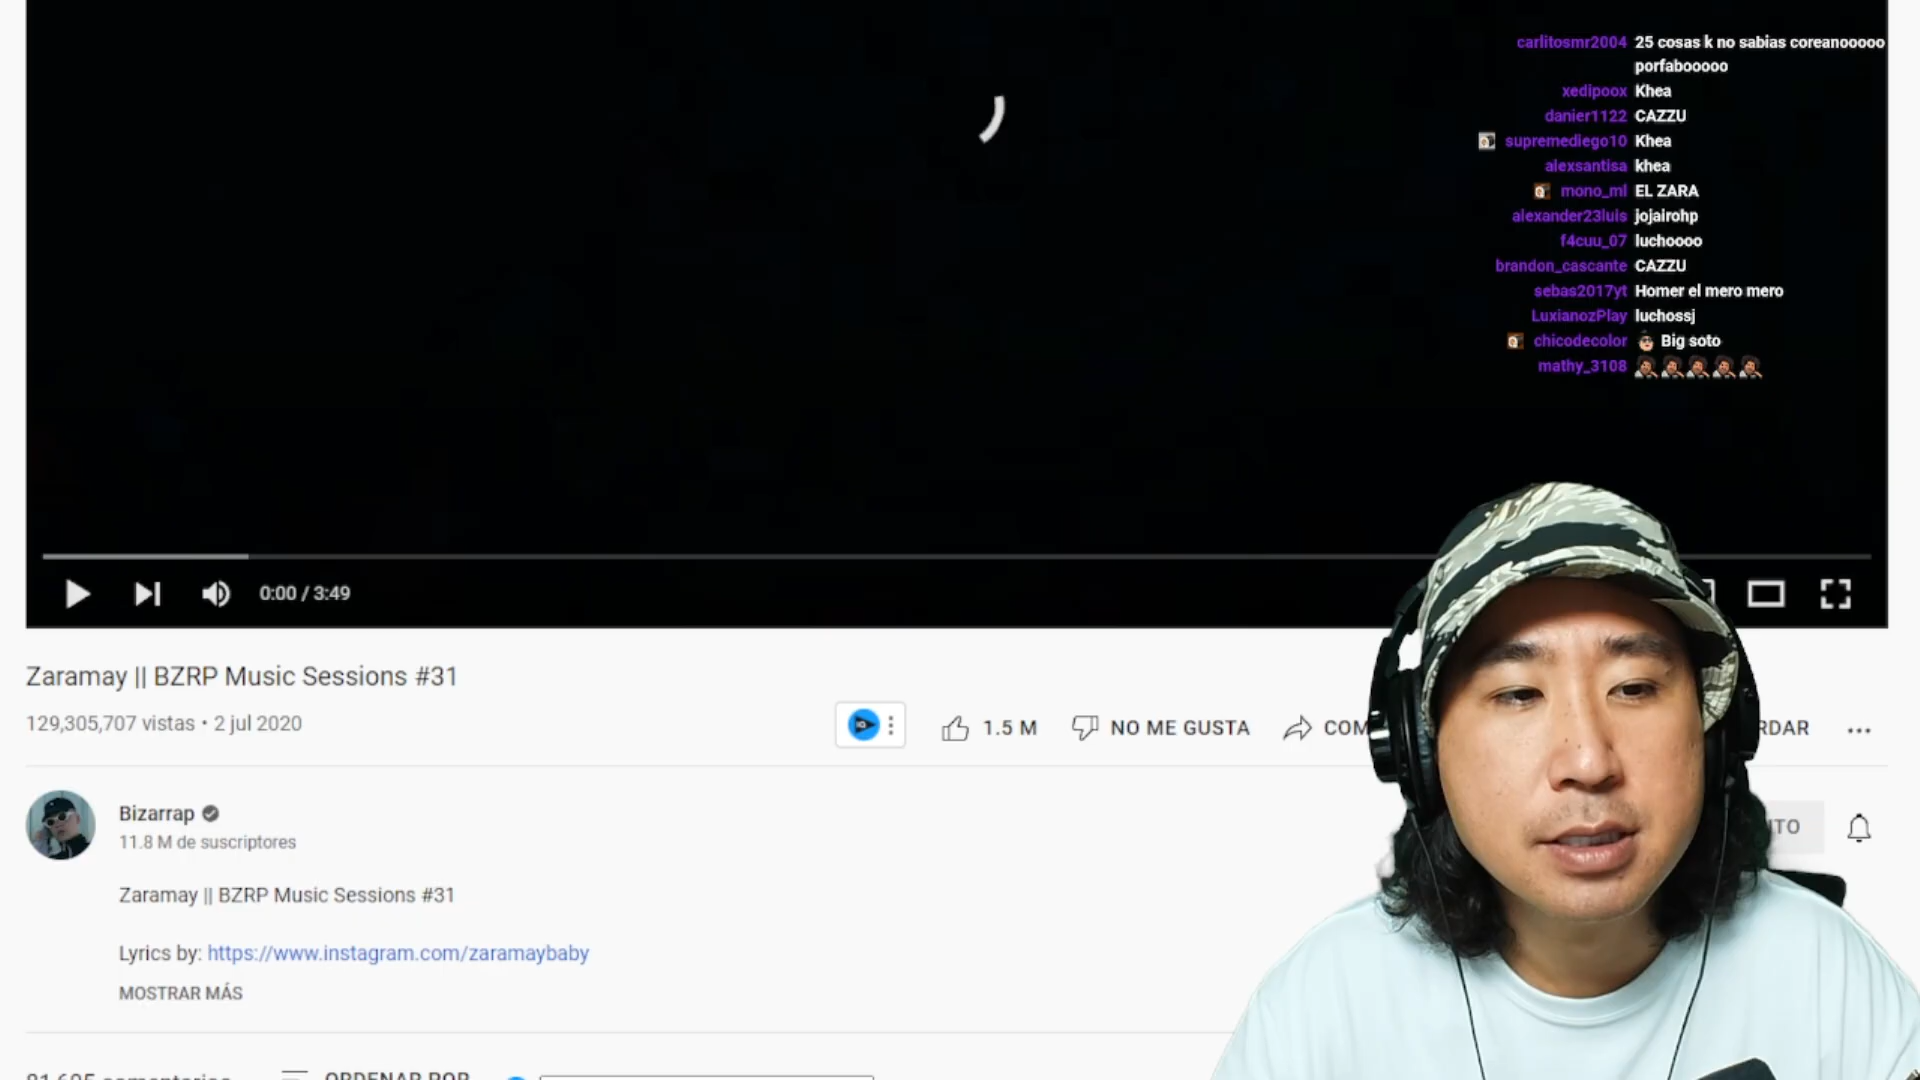 carlitosmr2004 25 cosas k no sabias coreanooooo
porfabooooo
xedipoox Khea
danier1122 CAZZU
supremediego10 Khea
alexsantisa khea
mono_ml EL ZARA
alexander23luis jojairohp
f4cuu_07 luchoooo
brandon_cascante CAZZU
sebas2017yt Homer el mero mero
LuxianozPlay luchossj
chicodecolor Big soto
mathy_3108
0:00 / 3:49
Zaramay || BZRP Music Sessions #31
129,305,707 vistas • 2 jul 2020
1.5 M NO ME GUSTA COM RDAR
Bizarrap
11.8 M de suscriptores
ITO
Zaramay || BZRP Music Sessions #31
Lyrics by: https://www.instagram.com/zaramaybaby
MOSTRAR MÁS
comentarios ORDENAR POR